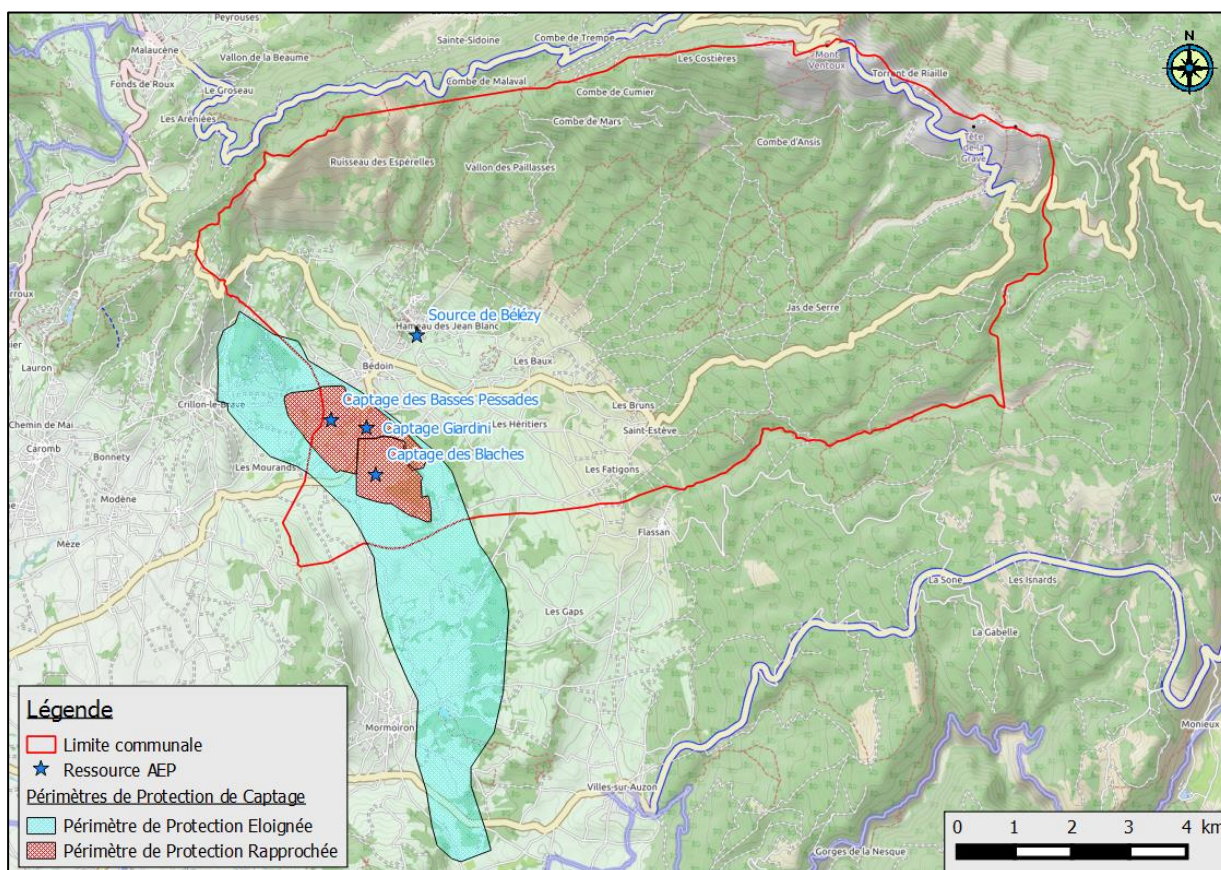 Peyrouses
Malaucène
Vallon de la Beaume
Sainte-Sidoine
Combe de Trempe
Fonds de Roux
Le Groseau
Combe de Malaval
Les Costières
Mont
Ventoux
Torrent de Riaille
N
Les Aréniées
Combe de Cumier
Combe de Mars
Combe d'Ansis
Tête
de la
Grave
Ruisseau des Espérelles
Vallon des Paillasses
Jas de Serre
Source de Bélézy
Hameau des Jean Blanc
Lauron
Bédoin
Les Baux
Crillon-le-Brave
Captage des Basses Pessades
Les Bruns
Chemin de Mai
Captage Giardini
Les Héritiers
Saint-Estève
Caromb
Bonnety
Captage des Blaches
Les Mourands
Les Fatigons
Modène
Mèze
Flassan
La Sone
Les Isnards
Les Gaps
La Gabelle
Mormoiron
Monieux
Villes-sur-Auzon
Gorges de la Nesque
Légende
Limite communale
Ressource AEP
Périmètres de Protection de Captage
Périmètre de Protection Eloignée
Périmètre de Protection Rapprochée
0 1 2 3 4 km